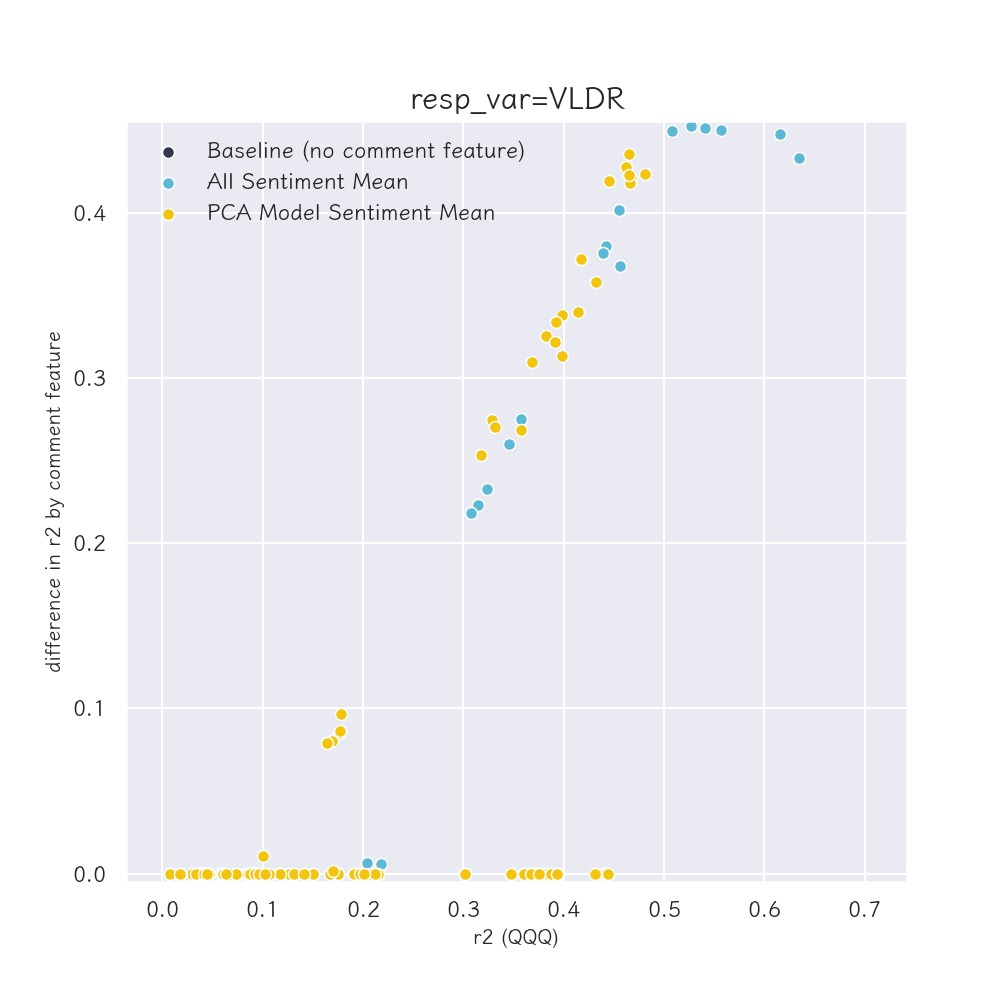 resp_var=VLDR
Baseline (no comment feature)
All Sentiment Mean
PCA Model Sentiment Mean
0.4
0.3
0.2
0.1
0.0
difference in r2 by comment feature
0.0 0.1 0.2 0.3 0.4 0.5 0.6 0.7
r2 (QQQ)